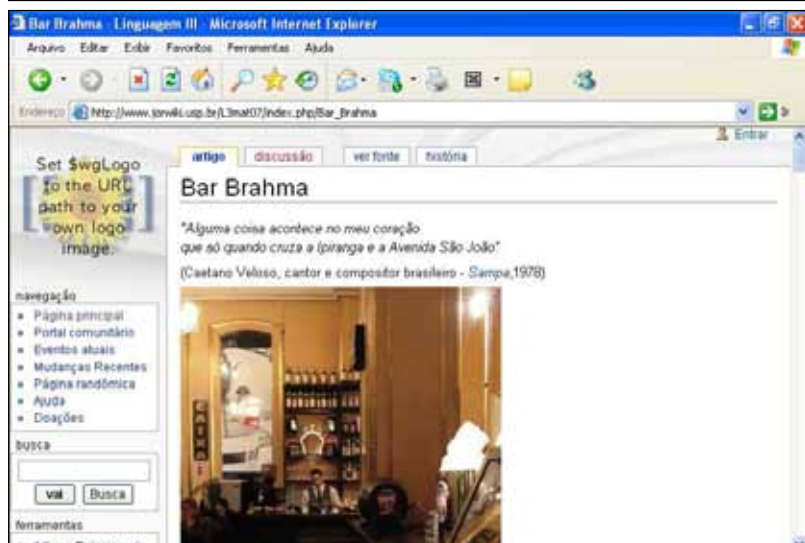 Bar Brahma - Linguagem III - Microsoft Internet Explorer
Arquivo Editar Exibir Favoritos Ferramentas Ajuda
Endereço http://www.jorwiki.usp.br/L3mat07/index.php/Bar_Brahma
Entrar
Set $wgLogo
to the URL
path to your
own logo
image.
artigo discussão ver fonte história
Bar Brahma
"Alguma coisa acontece no meu coração
que só quando cruza a Ipiranga e a Avenida São João"
(Caetano Veloso, cantor e compositor brasileiro - Sampa,1978)
navegação
Página principal
Portal comunitário
Eventos atuais
Mudanças Recentes
Página randômica
Ajuda
Doações
busca
vai Busca
ferramentas